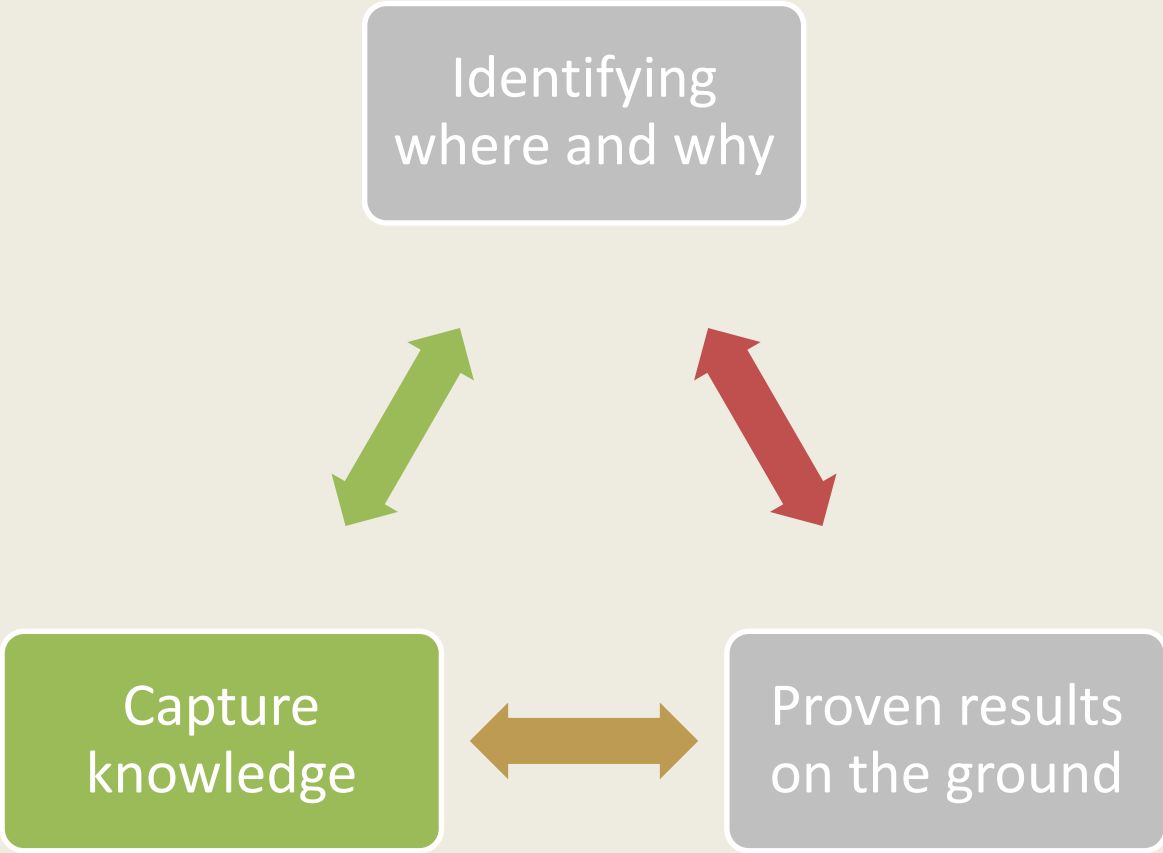 Identifying
where and why
Capture
knowledge
Proven results
on the ground